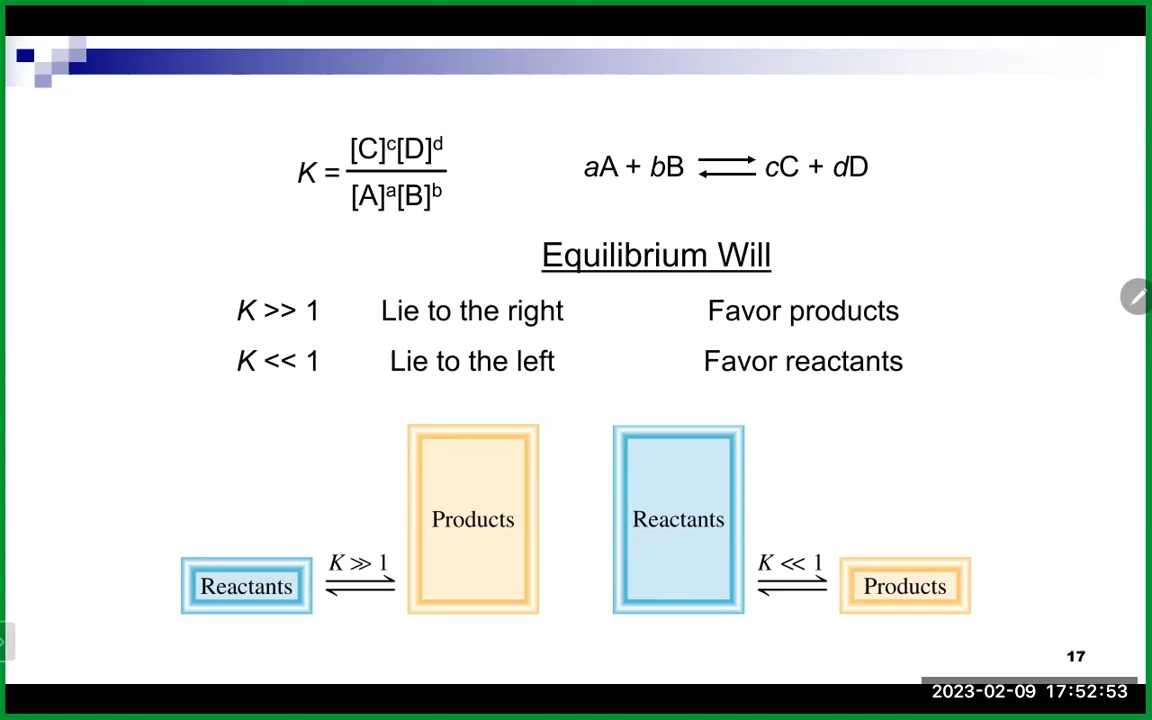 K = [C]ᶜ[D]ᵈ / [A]ᵃ[B]ᵇ
aA + bB ⇌ cC + dD
Equilibrium Will
K >> 1 Lie to the right Favor products
K << 1 Lie to the left Favor reactants
Products
Reactants
K ≫ 1
K ≪ 1
Reactants
Products
17
2023-02-09 17:52:53